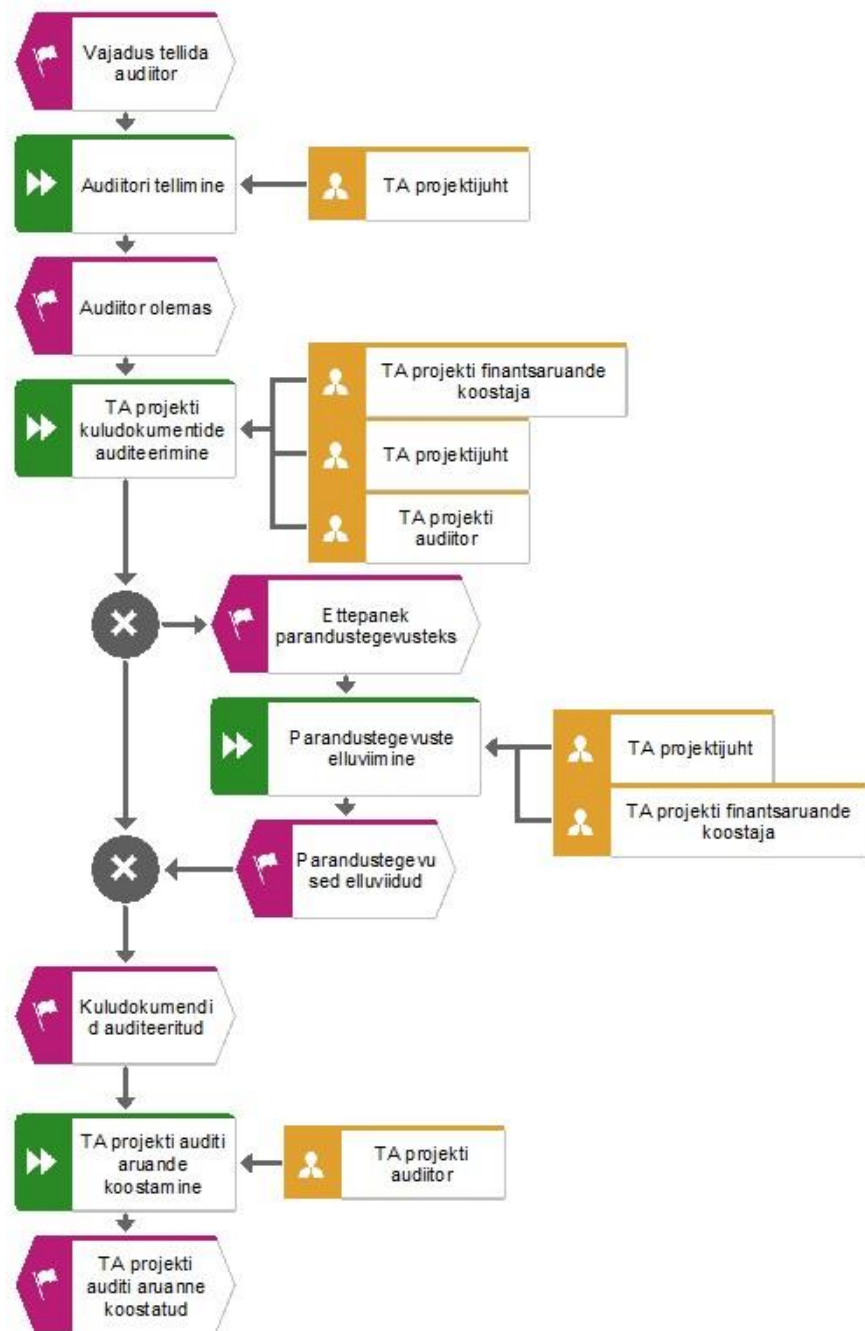 Vajadus tellida
audiitor
Audiitori tellimine
TA projektijuht
Audiitor olemas
TA projekti
kuludokumentide
auditeerimine
TA projekti finantsaruande
koostaja
TA projektijuht
TA projekti
audiitor
Ettepanek
parandustegevusteks
Parandustegevuste
elluviimine
TA projektijuht
TA projekti finantsaruande
koostaja
Parandustegevu
sed elluviidud
Kuludokumendi
d auditeeritud
TA projekti auditi
aruande
koostamine
TA projekti
audiitor
TA projekti
auditi aruanne
koostatud